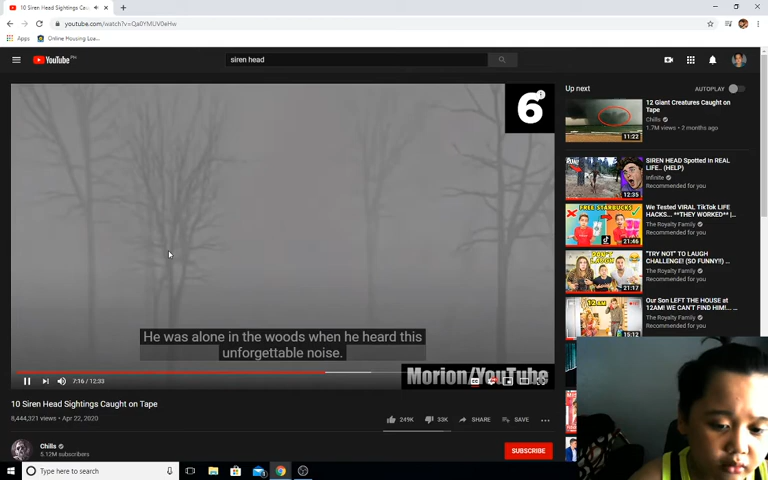 10 Siren Head Sightings Cau
youtube.com/watch?v=Qa0YMUV0eHw
Apps
Online Housing Loa...
YouTube PH
siren head
6
He was alone in the woods when he heard this
unforgettable noise.
7:16 / 12:33
Morion/YouTube
10 Siren Head Sightings Caught on Tape
8,444,321 views • Apr 22, 2020
249K
33K
SHARE
SAVE
Chills
5.12M subscribers
SUBSCRIBE
Up next
AUTOPLAY
12 Giant Creatures Caught on
Tape
Chills
1.7M views • 2 months ago
11:22
SIREN HEAD Spotted In REAL
LIFE.. (HELP)
Infinite
Recommended for you
12:35
We Tested VIRAL TikTok LIFE
HACKS... **THEY WORKED** |...
The Royalty Family
Recommended for you
FREE STARBUCKS
21:46
"TRY NOT" TO LAUGH
CHALLENGE! (SO FUNNY!!) ...
The Royalty Family
Recommended for you
DON'T LAUGH
21:17
Our Son LEFT THE HOUSE at
12AM! WE CAN'T FIND HIM!...
The Royalty Family
Recommended for you
12AM
15:12
Type here to search